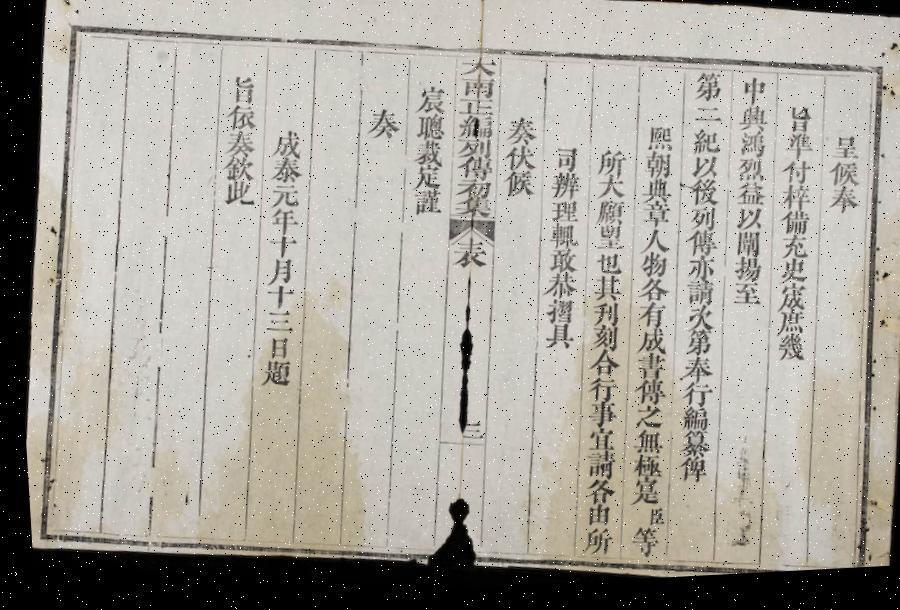 呈候奉
旨準付梓備充史宬庶幾
中興鴻烈益以闡揚至
第二紀以後列傳亦請次第奉行編纂俾
熙朝典章人物各有成書傳之無極寔臣等
所大願望也其刊刻合行事宜請各由所
司辨理輒敢恭摺具
奏伏候
大南正編列傳初集 表 三
宸聰裁定謹
奏
成泰元年十月十三日題
旨依奏欽此